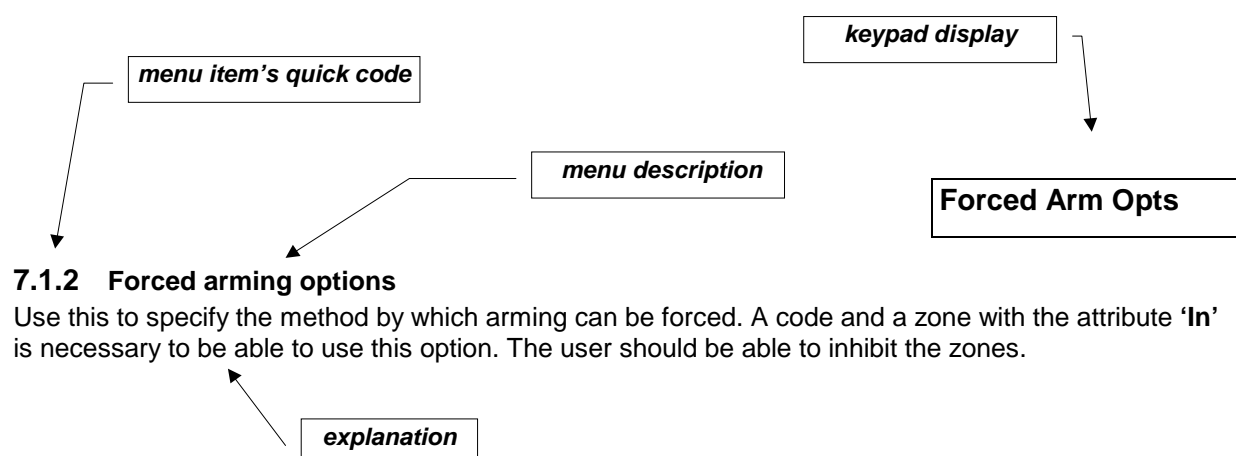 keypad display
menu item's quick code
menu description
Forced Arm Opts
7.1.2 Forced arming options
Use this to specify the method by which arming can be forced. A code and a zone with the attribute ‘In’
is necessary to be able to use this option. The user should be able to inhibit the zones.
explanation